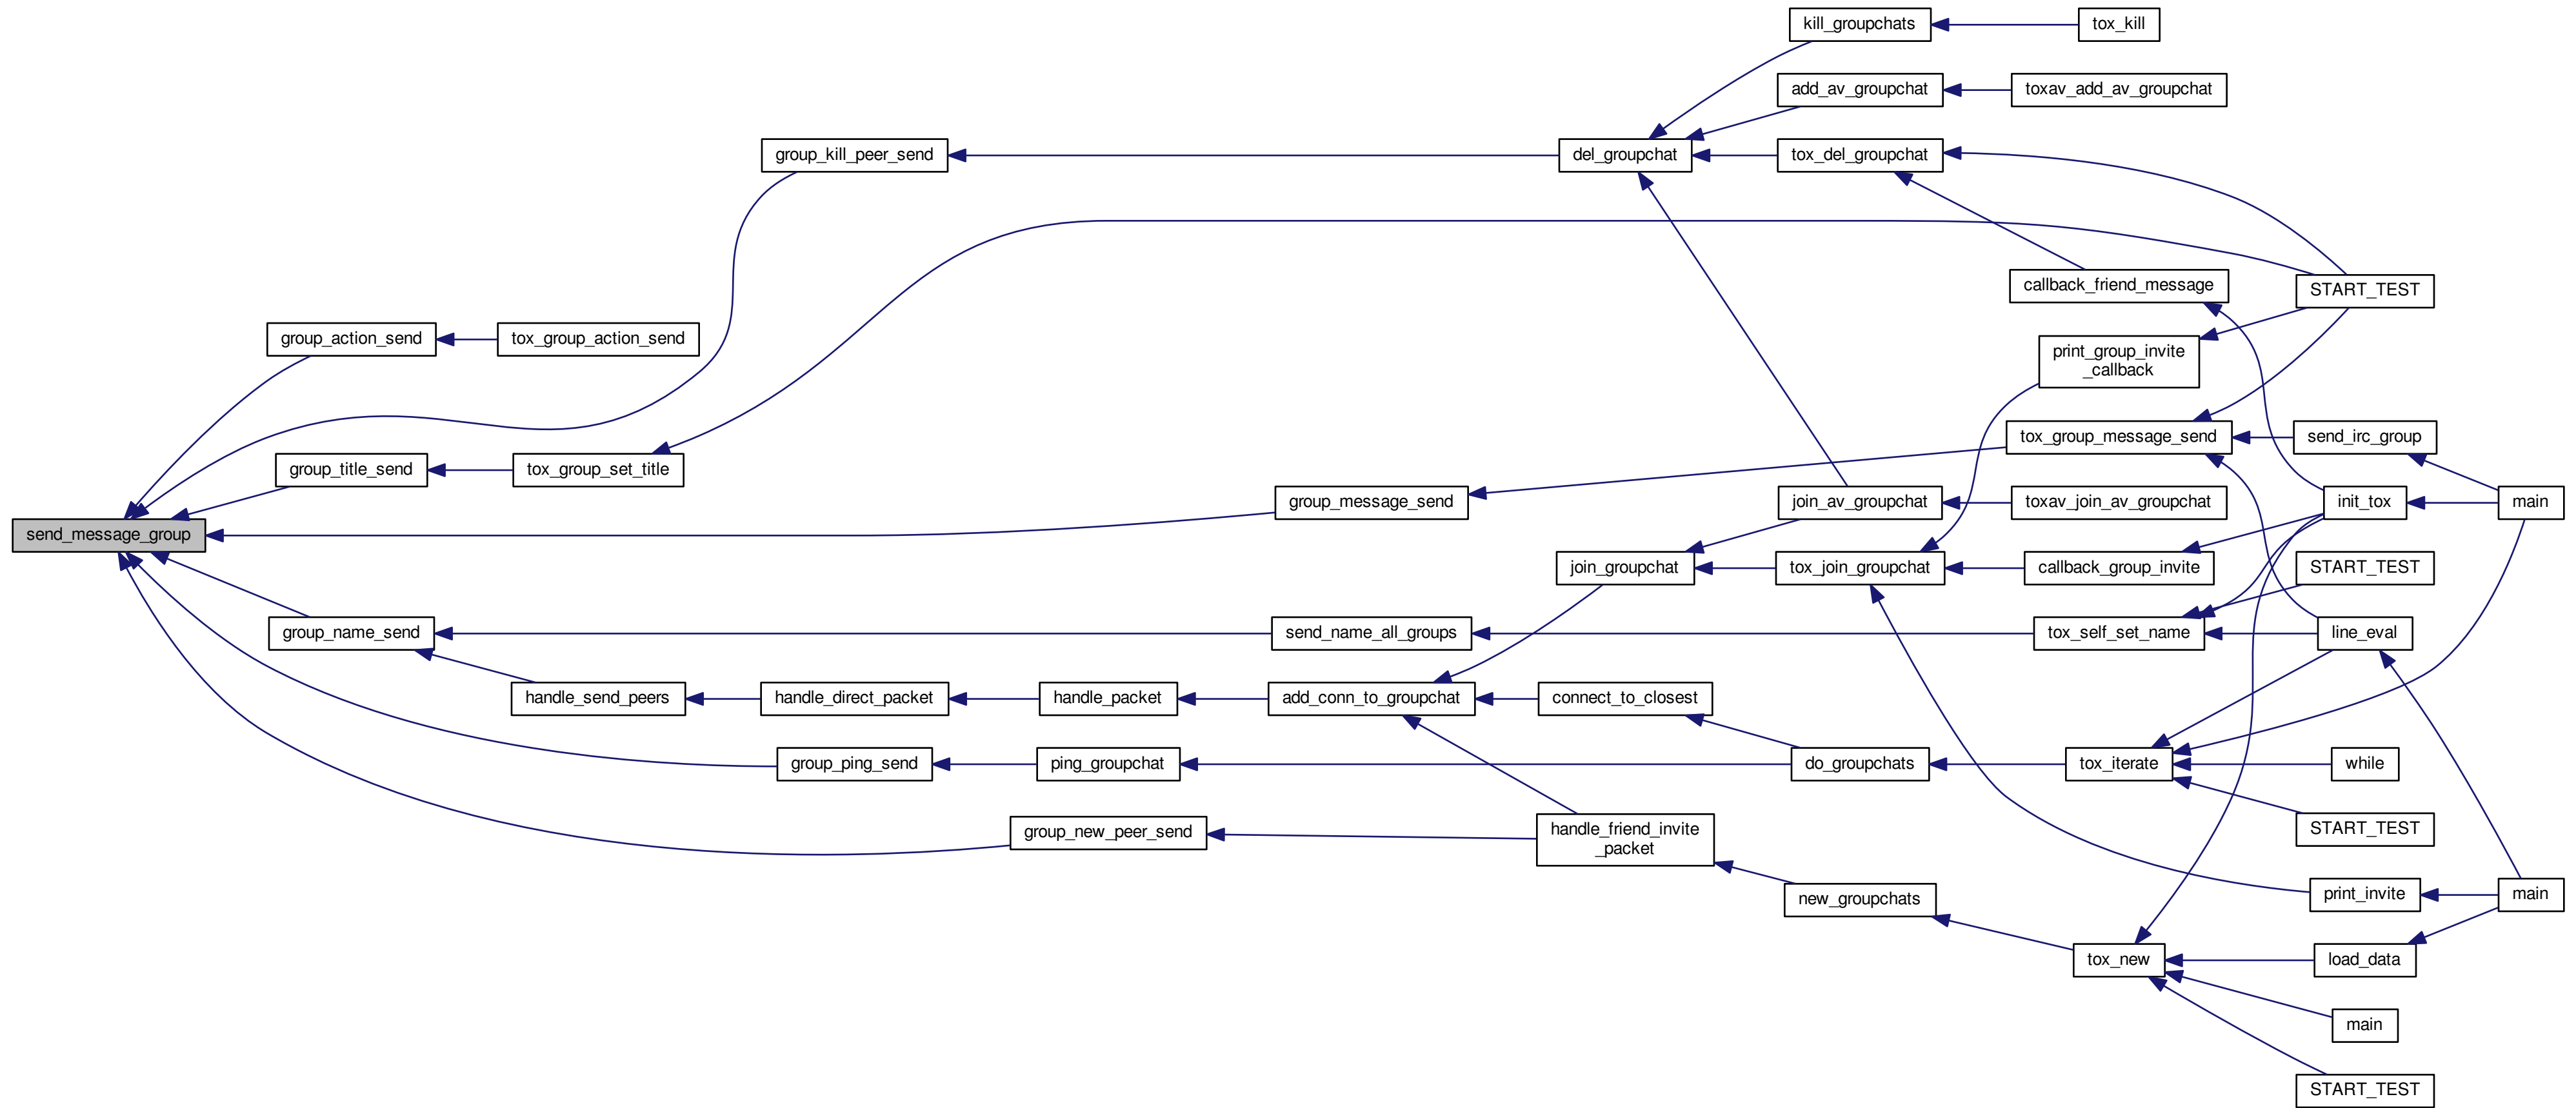 kill_groupchats
tox_kill
add_av_groupchat
toxav_add_av_groupchat
group_kill_peer_send
del_groupchat
tox_del_groupchat
callback_friend_message
START_TEST
group_action_send
tox_group_action_send
print_group_invite
_callback
tox_group_message_send
send_irc_group
group_title_send
tox_group_set_title
group_message_send
join_av_groupchat
toxav_join_av_groupchat
init_tox
main
send_message_group
join_groupchat
tox_join_groupchat
callback_group_invite
START_TEST
group_name_send
send_name_all_groups
tox_self_set_name
line_eval
handle_send_peers
handle_direct_packet
handle_packet
add_conn_to_groupchat
connect_to_closest
group_ping_send
ping_groupchat
do_groupchats
tox_iterate
while
group_new_peer_send
handle_friend_invite
_packet
START_TEST
new_groupchats
print_invite
main
tox_new
load_data
main
START_TEST